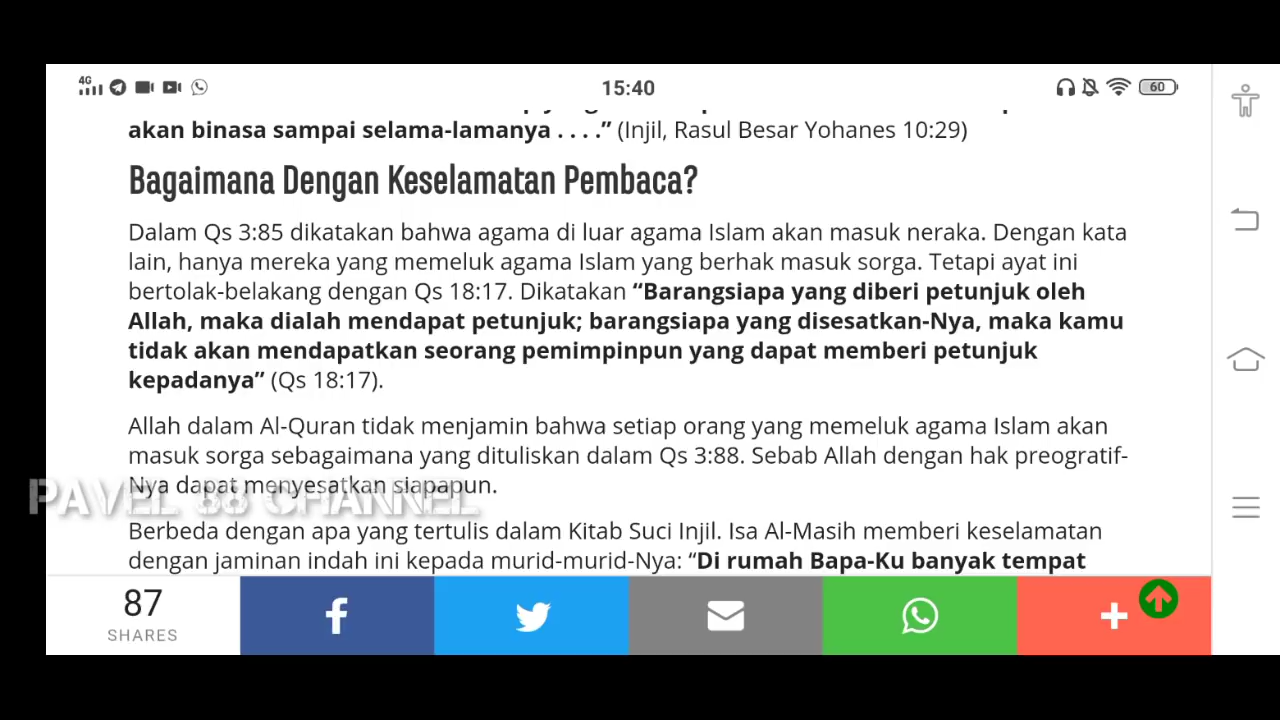 4G
15:40
60
akan binasa sampai selama-lamanya . . . .” (Injil, Rasul Besar Yohanes 10:29)
Bagaimana Dengan Keselamatan Pembaca?
Dalam Qs 3:85 dikatakan bahwa agama di luar agama Islam akan masuk neraka. Dengan kata
lain, hanya mereka yang memeluk agama Islam yang berhak masuk sorga. Tetapi ayat ini
bertolak-belakang dengan Qs 18:17. Dikatakan “Barangsiapa yang diberi petunjuk oleh
Allah, maka dialah mendapat petunjuk; barangsiapa yang disesatkan-Nya, maka kamu
tidak akan mendapatkan seorang pemimpinpun yang dapat memberi petunjuk
kepadanya” (Qs 18:17).
Allah dalam Al-Quran tidak menjamin bahwa setiap orang yang memeluk agama Islam akan
masuk sorga sebagaimana yang dituliskan dalam Qs 3:88. Sebab Allah dengan hak preogratif-
Nya dapat menyesatkan siapapun.
PAVEL 88 CHANNEL
Berbeda dengan apa yang tertulis dalam Kitab Suci Injil. Isa Al-Masih memberi keselamatan
dengan jaminan indah ini kepada murid-murid-Nya: “Di rumah Bapa-Ku banyak tempat
87
SHARES